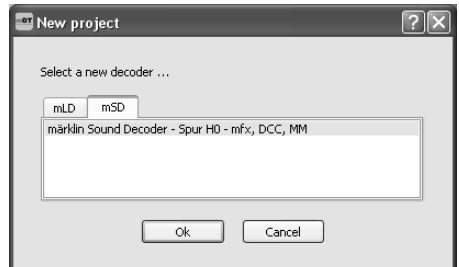 New project
Select a new decoder ...
mLD mSD
märklin Sound Decoder - Spur H0 - mfx, DCC, MM
Ok Cancel